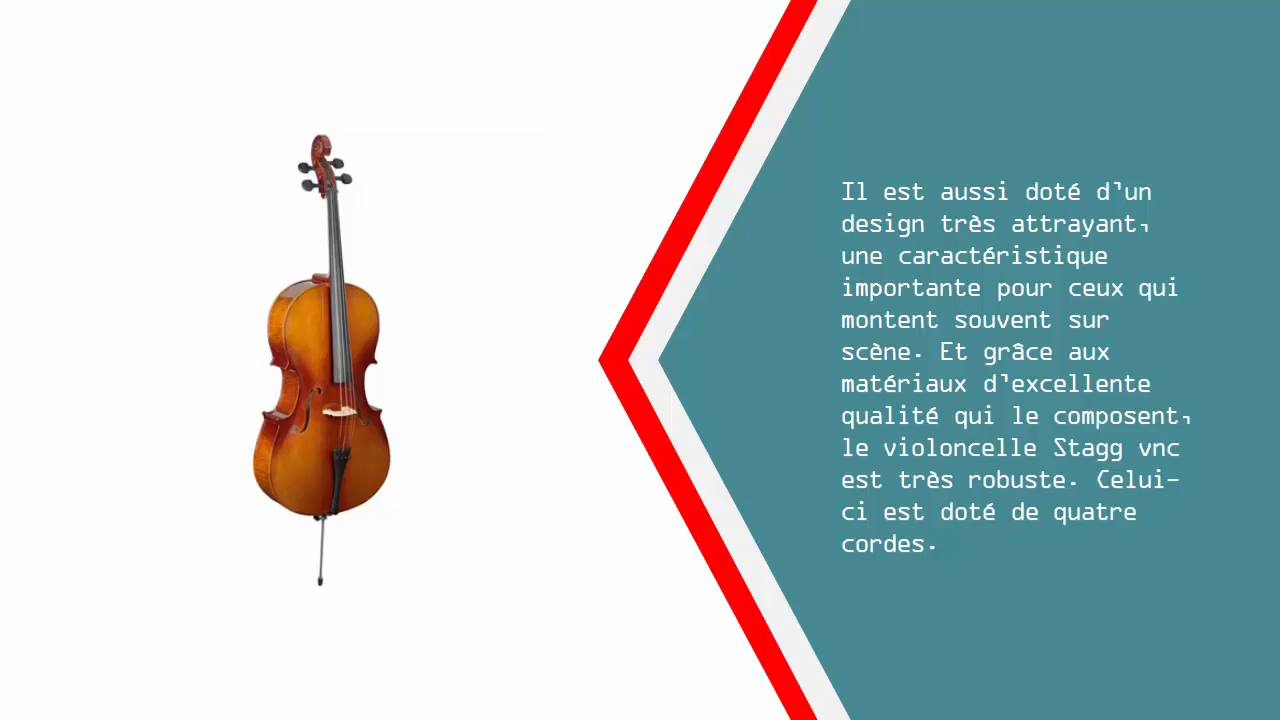 Il est aussi doté d'un
design très attrayant,
une caractéristique
importante pour ceux qui
montent souvent sur
scène. Et grâce aux
matériaux d'excellente
qualité qui le composent,
le violoncelle Stagg vnc
est très robuste. Celui-
ci est doté de quatre
cordes.